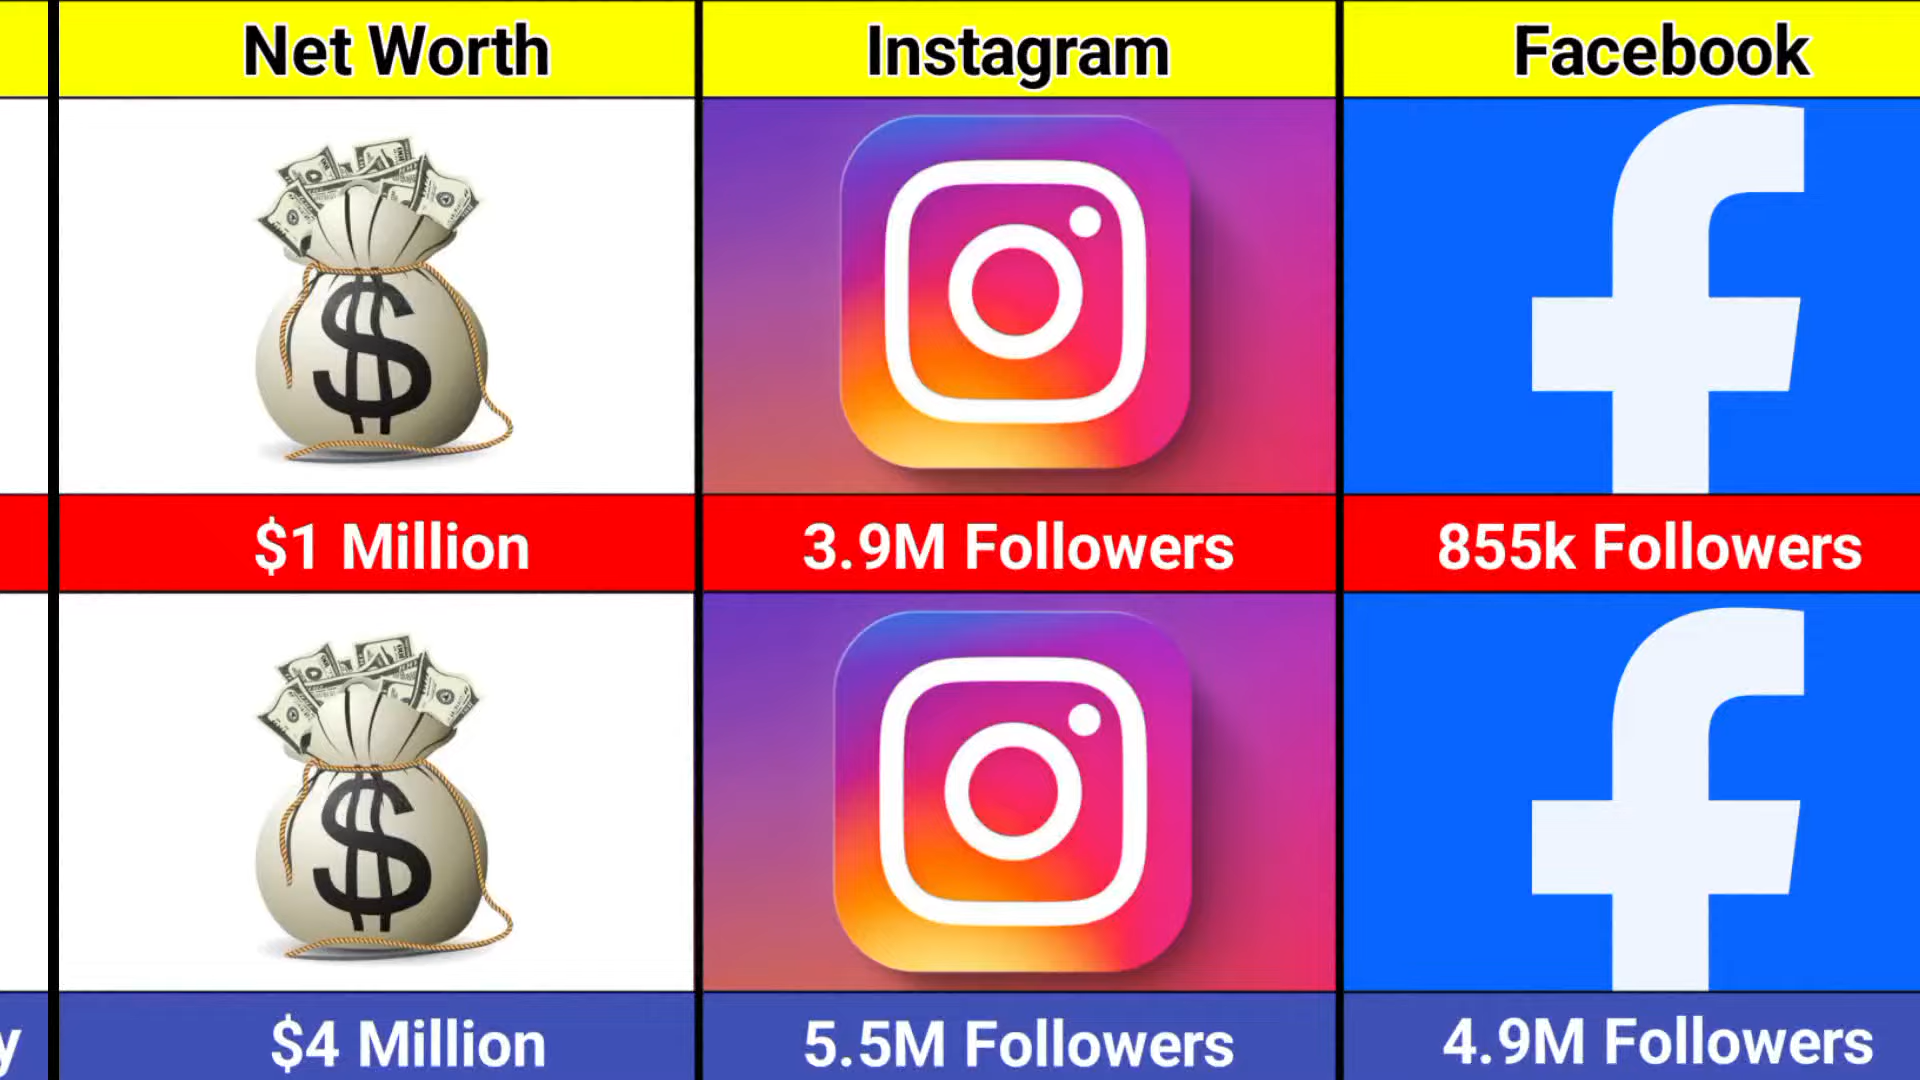 Net Worth
Instagram
Facebook
$1 Million
3.9M Followers
855k Followers
y
$4 Million
5.5M Followers
4.9M Followers